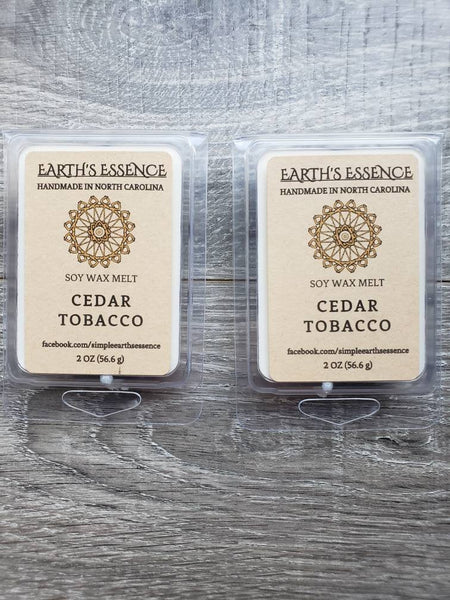 EARTH'S ESSENCE
HANDMADE IN NORTH CAROLINA
SOY WAX MELT
CEDAR
TOBACCO
facebook.com/simpleearthsessence
2 OZ (56.6 g)
EARTH'S ESSENCE
HANDMADE IN NORTH CAROLINA
SOY WAX MELT
CEDAR
TOBACCO
facebook.com/simpleearthsessence
2 OZ (56.6 g)